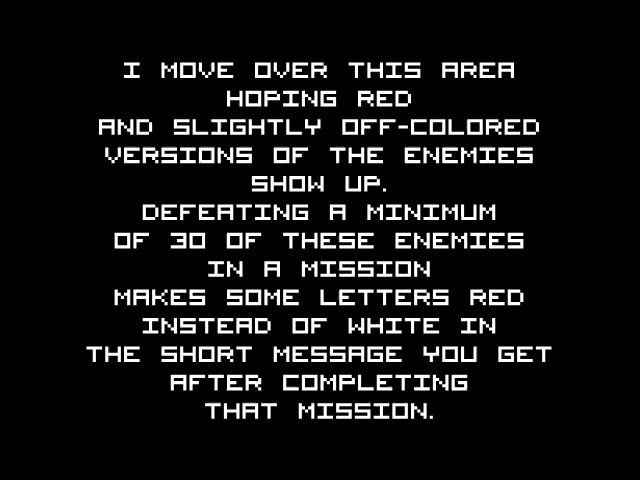 I MOVE OVER THIS AREA
HOPING RED
AND SLIGHTLY OFF-COLORED
VERSIONS OF THE ENEMIES
SHOW UP.
DEFEATING A MINIMUM
OF 30 OF THESE ENEMIES
IN A MISSION
MAKES SOME LETTERS RED
INSTEAD OF WHITE IN
THE SHORT MESSAGE YOU GET
AFTER COMPLETING
THAT MISSION.